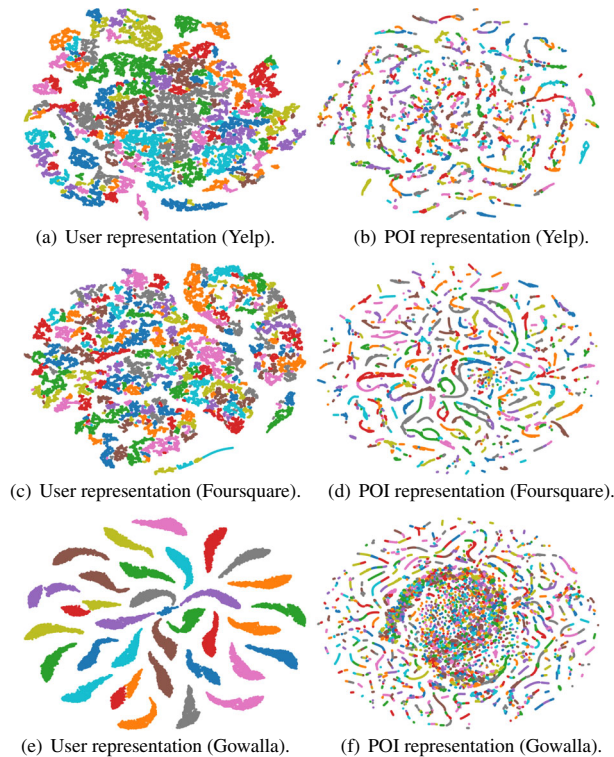 (a) User representation (Yelp).
(b) POI representation (Yelp).
(c) User representation (Foursquare).
(d) POI representation (Foursquare).
(e) User representation (Gowalla).
(f) POI representation (Gowalla).